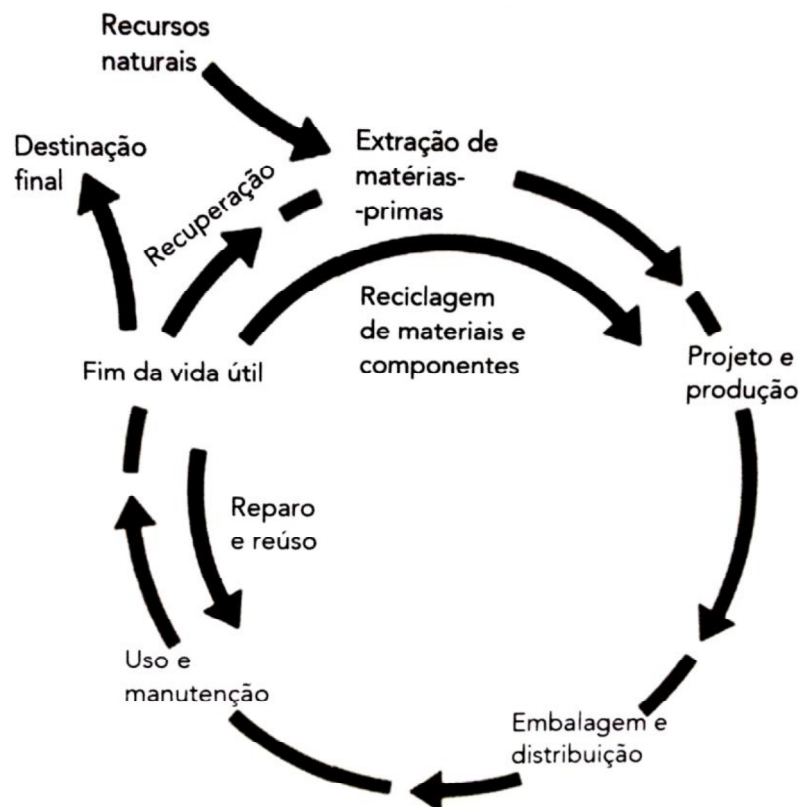 Recursos
naturais
Destinação
final
Recuperação
Extração de
matérias-
-primas
Reciclagem
de materiais e
componentes
Projeto e
produção
Fim da vida útil
Reparo
e reúso
Uso e
manutenção
Embalagem e
distribuição